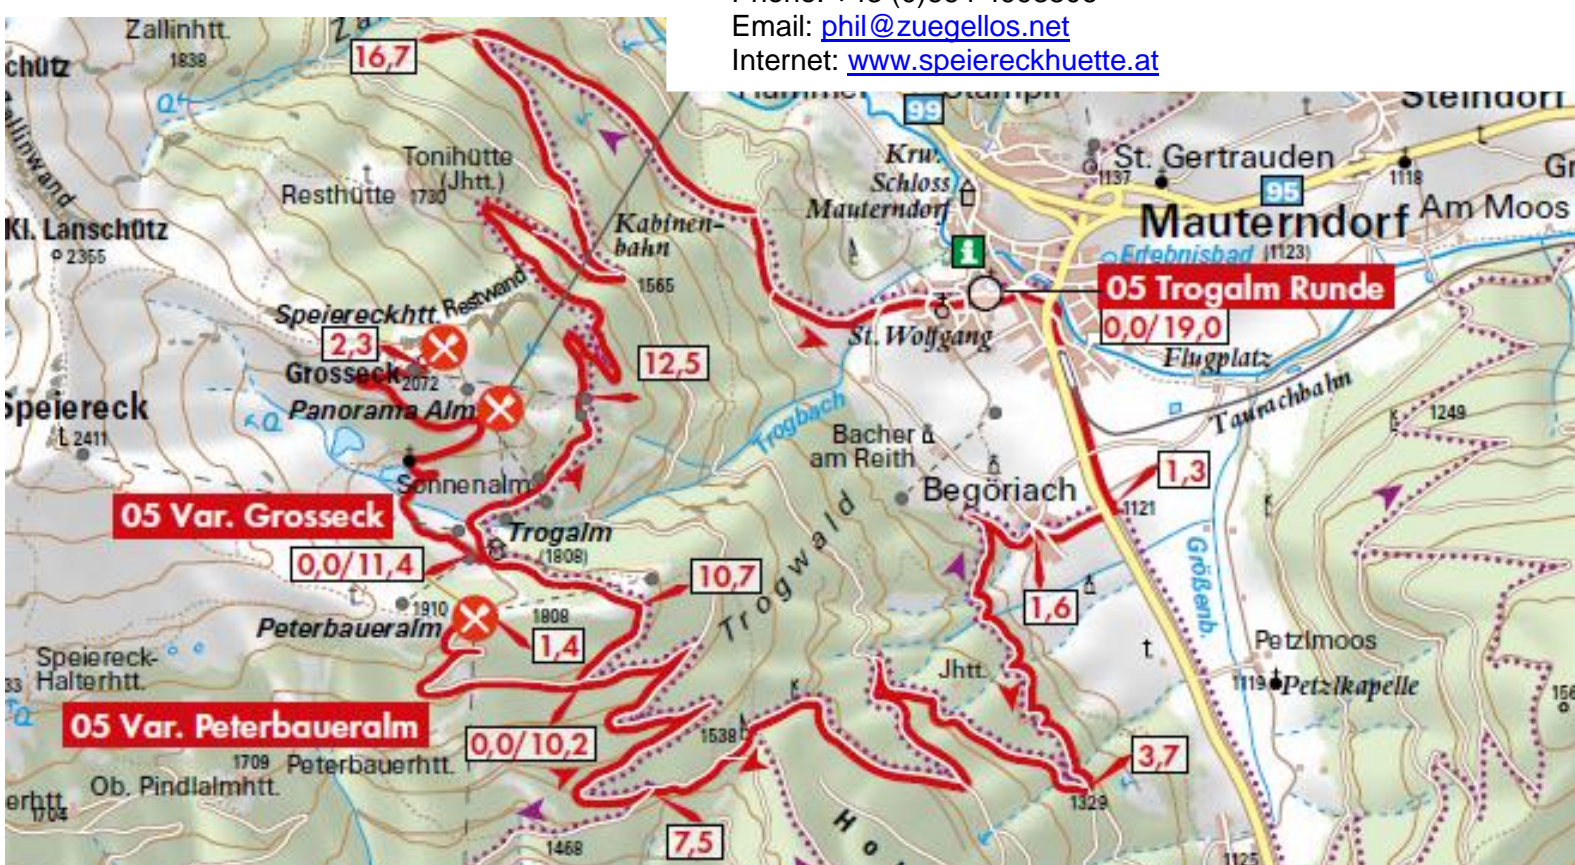 Email: phil@zuegellos.net
Internet: www.speiereckhuette.at
Zallinhtt.
1838
16,7
99
Steindorf
Krw.
Schloss
Mauterndorf
St. Gertrauden
1137
95
1118
Tonihütte
(Jhtt.)
Resthütte 1730
Mauterndorf
Am Moos
Kl. Lanschütz
2355
Kabinen-
bahn
1565
Erlebnisbad (1123)
05 Trogalm Runde
0,0/19,0
Speiereckhtt.
Restwand
2,3
Grosseck
2072
12,5
St. Wolfgang
Flugplatz
Taurachbahn
Speiereck
2411
Panorama Alm
Trogbach
Bacher
am Reith
1249
Sonnenalm
Begöriach
1,3
1121
05 Var. Grosseck
Trogalm
(1808)
Trogwald
Größenb.
0,0/11,4
10,7
1,6
1910
Peterbaueralm
1808
1,4
Petzlmoos
Speiereck-
Halterhtt.
Jhtt.
1119
Petzlkapelle
05 Var. Peterbaueralm
0,0/10,2
1538
3,7
1709 Peterbauerhtt.
Ob. Pindlalmhtt.
1329
1704
7,5
1468
1125